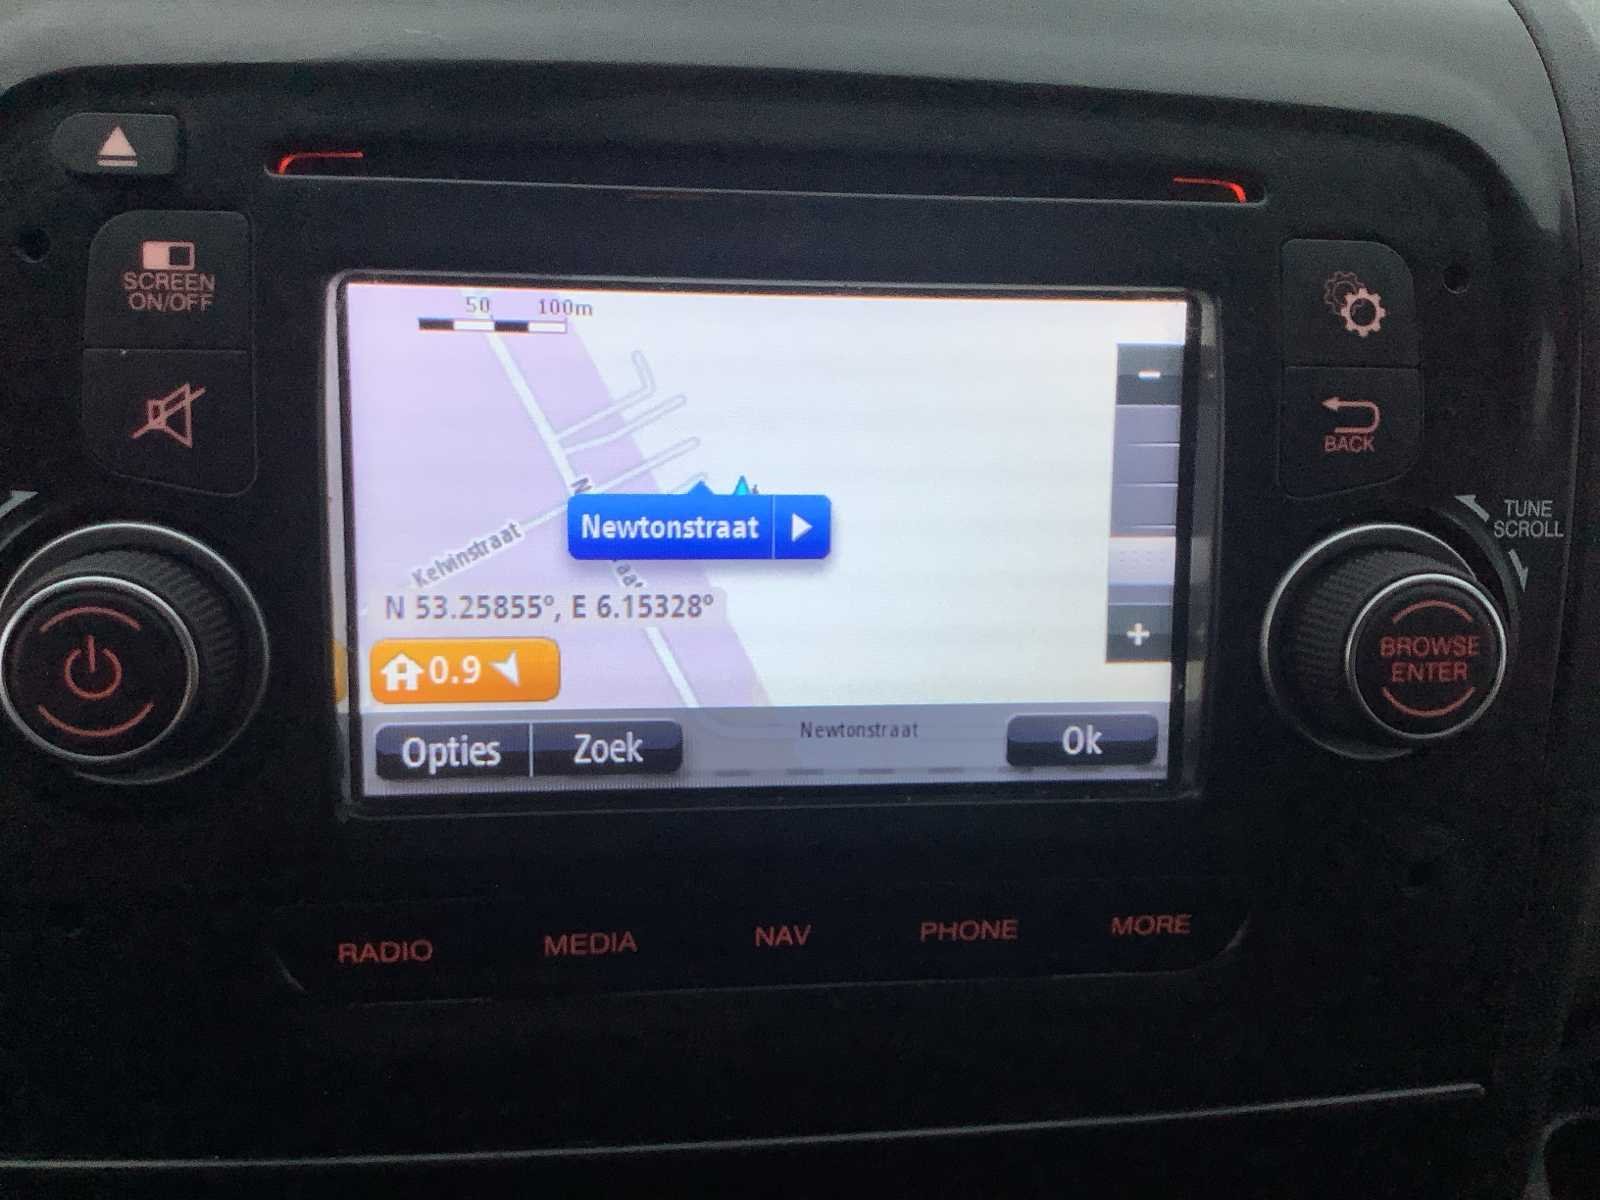 SCREEN
ON/OFF
50 100m
BACK
TUNE
SCROLL
Newtonstraat
Kelvinstraat
N 53.25855°, E 6.15328°
0.9
Opties
Zoek
Newtonstraat
Ok
-
+
BROWSE
ENTER
RADIO
MEDIA
NAV
PHONE
MORE